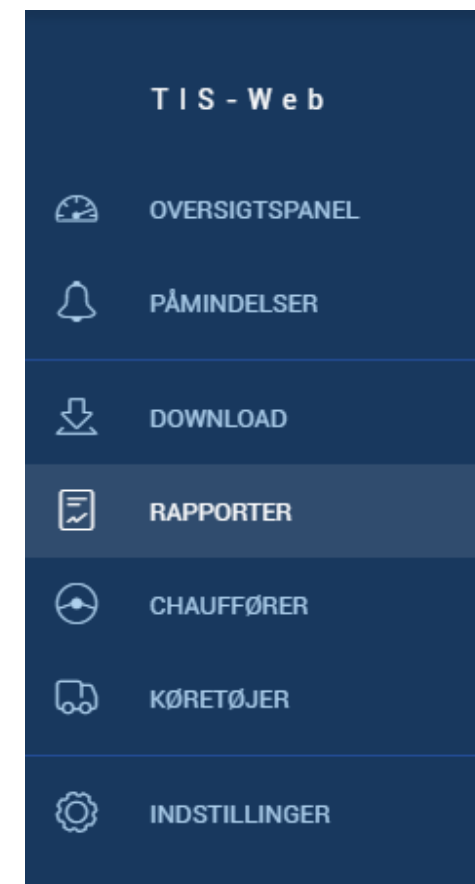 TIS-Web
OVERSIGTSPANEL
PÅMINDELSER
DOWNLOAD
RAPPORTER
CHAUFFØRER
KØRETØJER
INDSTILLINGER